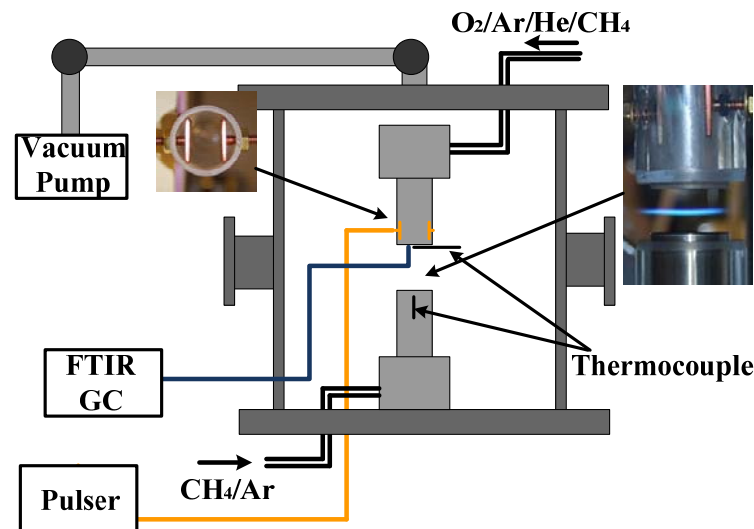 O₂/Ar/He/CH₄
Vacuum
Pump
FTIR
GC
Thermocouple
CH₄/Ar
Pulser